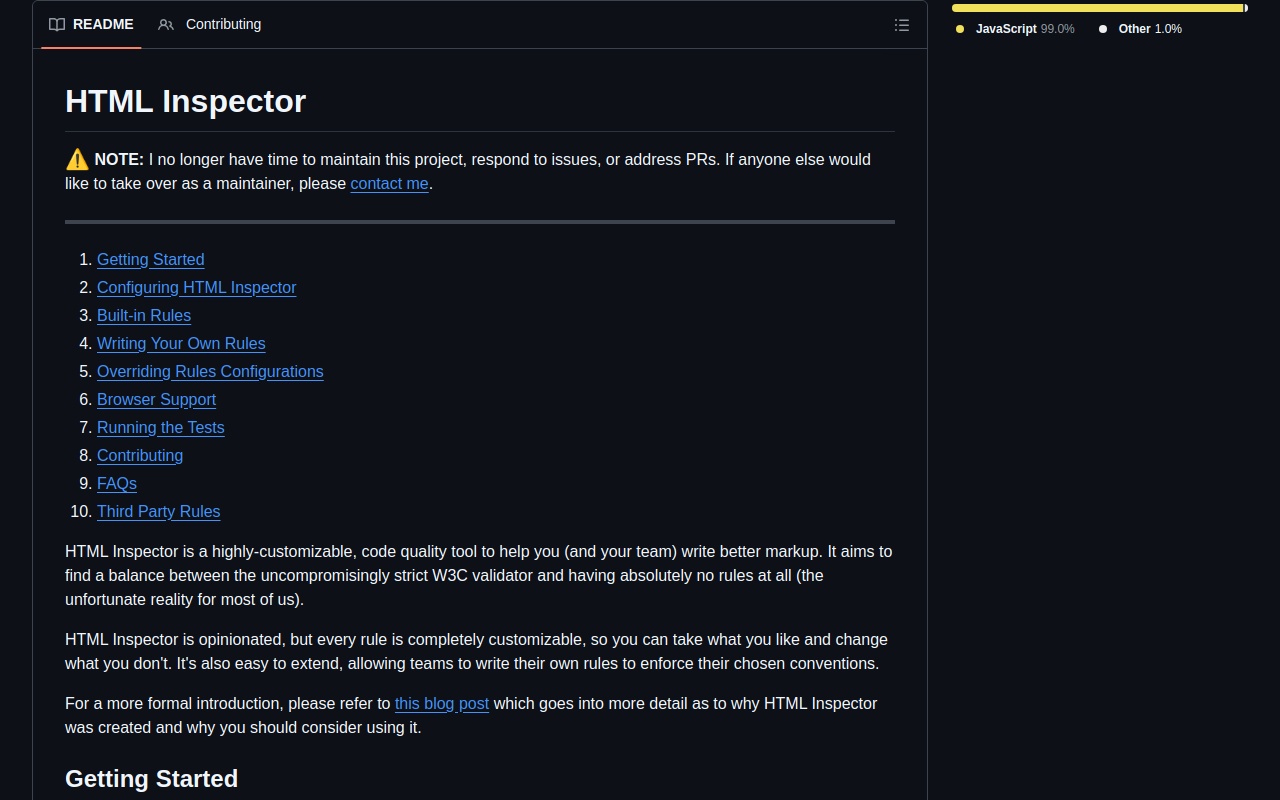 README
Contributing
JavaScript 99.0%
Other 1.0%
HTML Inspector
⚠️ NOTE: I no longer have time to maintain this project, respond to issues, or address PRs. If anyone else would
like to take over as a maintainer, please contact me.
1. Getting Started
2. Configuring HTML Inspector
3. Built-in Rules
4. Writing Your Own Rules
5. Overriding Rules Configurations
6. Browser Support
7. Running the Tests
8. Contributing
9. FAQs
10. Third Party Rules
HTML Inspector is a highly-customizable, code quality tool to help you (and your team) write better markup. It aims to
find a balance between the uncompromisingly strict W3C validator and having absolutely no rules at all (the
unfortunate reality for most of us).
HTML Inspector is opinionated, but every rule is completely customizable, so you can take what you like and change
what you don't. It's also easy to extend, allowing teams to write their own rules to enforce their chosen conventions.
For a more formal introduction, please refer to this blog post which goes into more detail as to why HTML Inspector
was created and why you should consider using it.
Getting Started